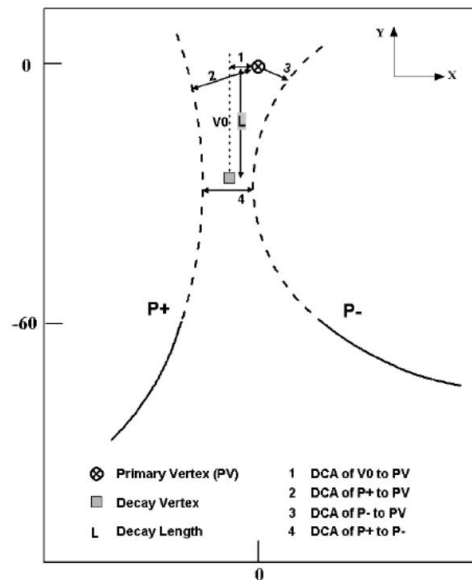 Y
X
0
1
2
3
V0
L
4
P+
P-
-60
Primary Vertex (PV)
Decay Vertex
L Decay Length
1 DCA of V0 to PV
2 DCA of P+ to PV
3 DCA of P- to PV
4 DCA of P+ to P-
0